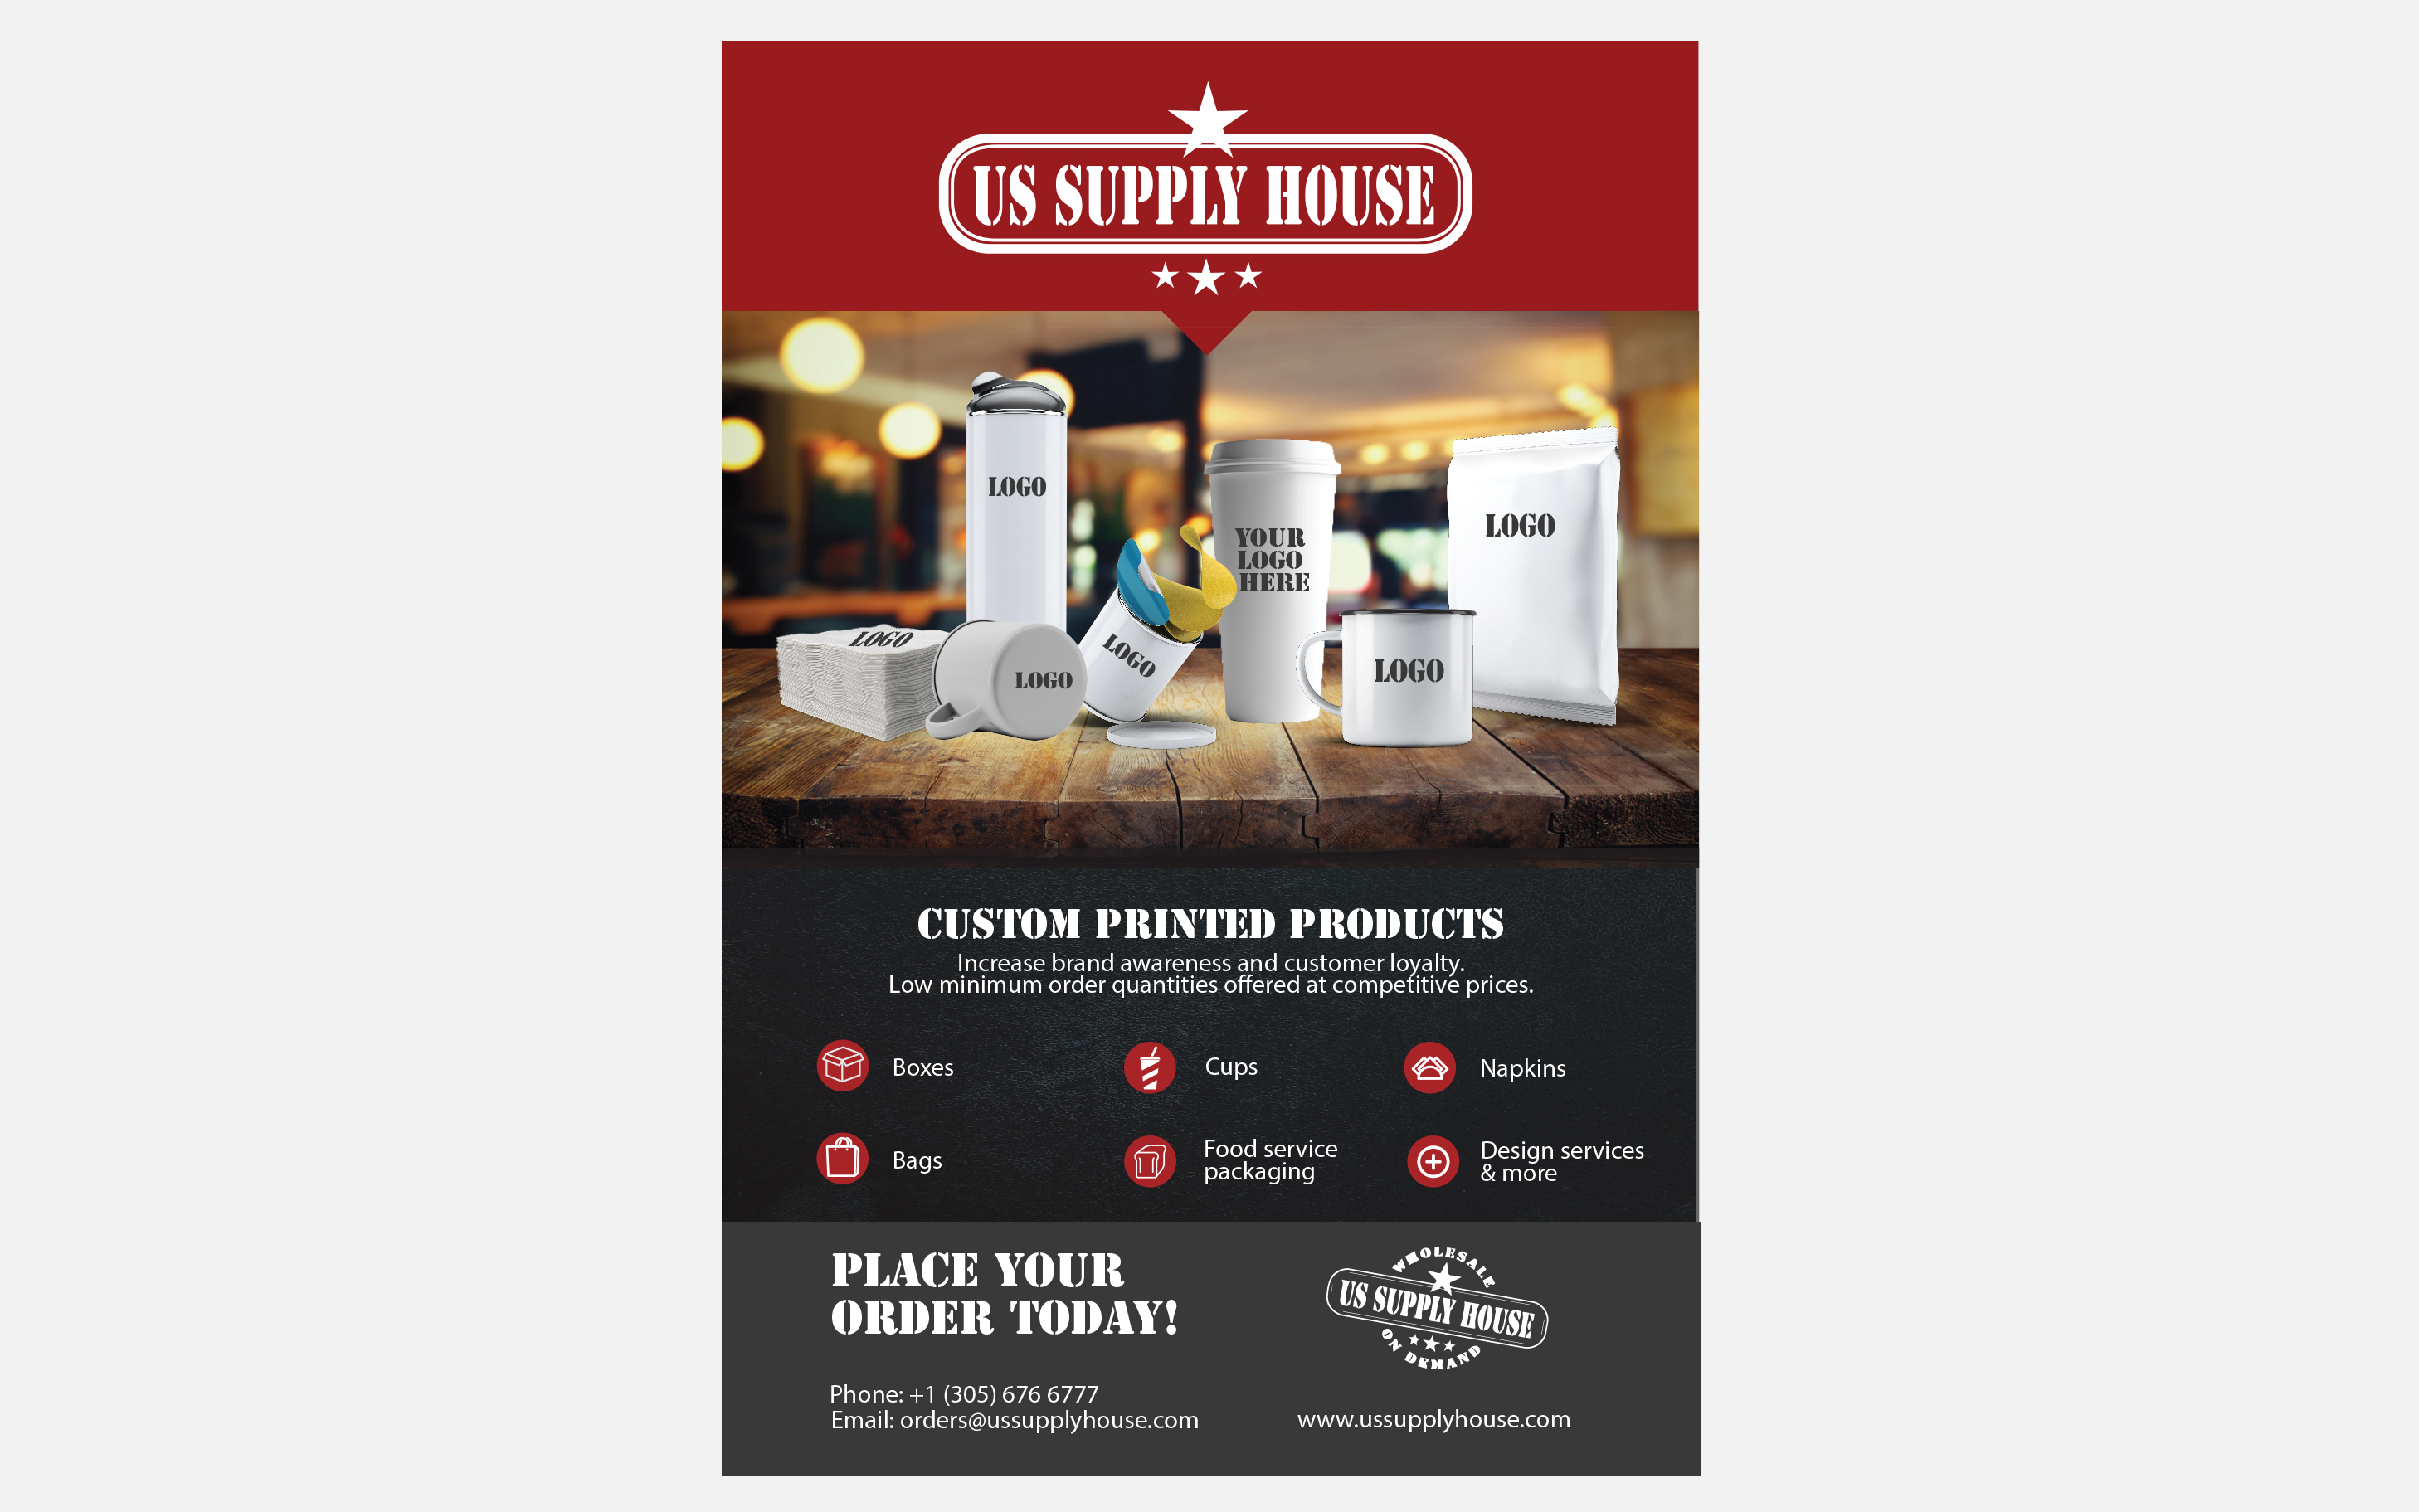 US SUPPLY HOUSE
LOGO
YOUR
LOGO
HERE
LOGO
LOGO
LOGO
LOGO
LOGO
CUSTOM PRINTED PRODUCTS
Increase brand awareness and customer loyalty.
Low minimum order quantities offered at competitive prices.
Boxes
Cups
Napkins
Bags
Food service
packaging
Design services
& more
PLACE YOUR
ORDER TODAY!
WHOLESALE
US SUPPLY HOUSE
ON DEMAND
Phone: +1 (305) 676 6777
Email: orders@ussupplyhouse.com
www.ussupplyhouse.com